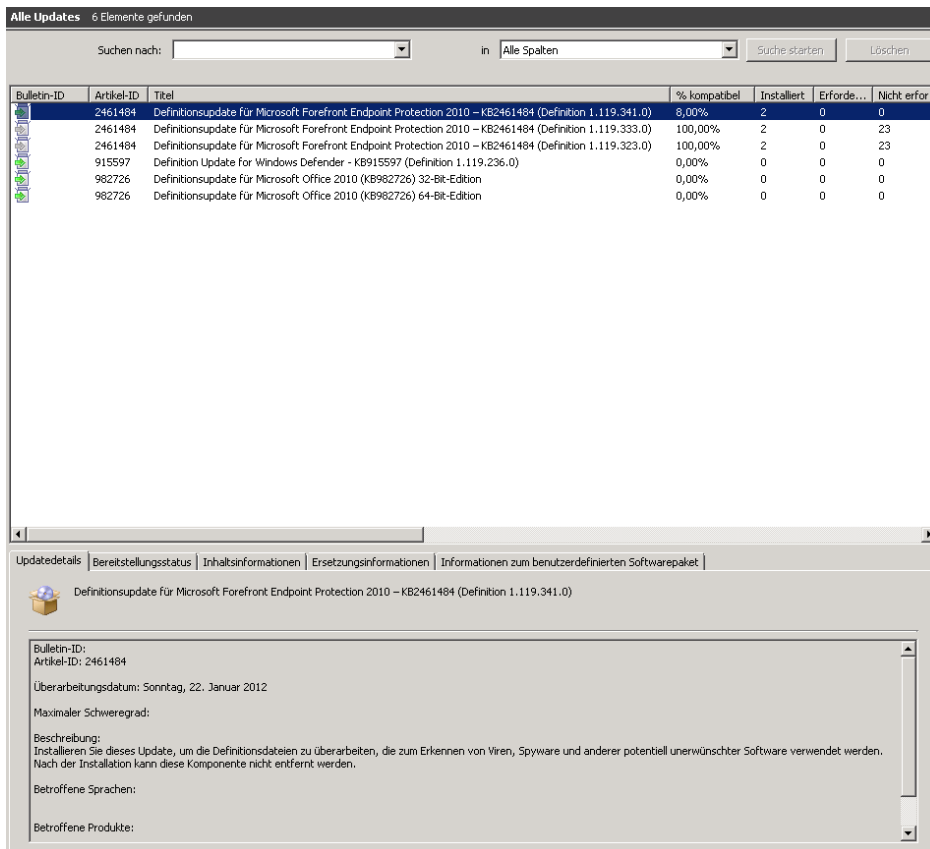 Alle Updates 6 Elemente gefunden
Suchen nach: in Alle Spalten Suche starten Löschen
Bulletin-ID Artikel-ID Titel % kompatibel Installiert Erforde... Nicht erfor
2461484 Definitionsupdate für Microsoft Forefront Endpoint Protection 2010 – KB2461484 (Definition 1.119.341.0) 8,00% 2 0 0
2461484 Definitionsupdate für Microsoft Forefront Endpoint Protection 2010 – KB2461484 (Definition 1.119.333.0) 100,00% 2 0 23
2461484 Definitionsupdate für Microsoft Forefront Endpoint Protection 2010 – KB2461484 (Definition 1.119.323.0) 100,00% 2 0 23
915597 Definition Update for Windows Defender - KB915597 (Definition 1.119.236.0) 0,00% 0 0 0
982726 Definitionsupdate für Microsoft Office 2010 (KB982726) 32-Bit-Edition 0,00% 0 0 0
982726 Definitionsupdate für Microsoft Office 2010 (KB982726) 64-Bit-Edition 0,00% 0 0 0
Updatedetails Bereitstellungsstatus Inhaltsinformationen Ersetzungsinformationen Informationen zum benutzerdefinierten Softwarepaket
Definitionsupdate für Microsoft Forefront Endpoint Protection 2010 – KB2461484 (Definition 1.119.341.0)
Bulletin-ID:
Artikel-ID: 2461484
Überarbeitungsdatum: Sonntag, 22. Januar 2012
Maximaler Schweregrad:
Beschreibung:
Installieren Sie dieses Update, um die Definitionsdateien zu überarbeiten, die zum Erkennen von Viren, Spyware und anderer potentiell unerwünschter Software verwendet werden.
Nach der Installation kann diese Komponente nicht entfernt werden.
Betroffene Sprachen:
Betroffene Produkte: